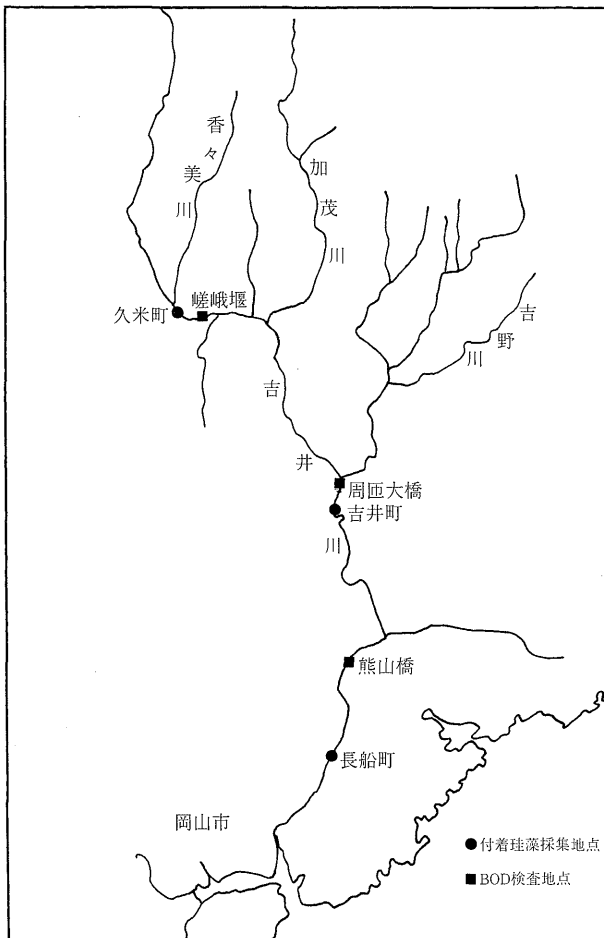 香々美川
加茂川
久米町
嵯峨堰
吉野川
吉井川
周匝大橋
吉井町
熊山橋
長船町
岡山市
●付着珪藻採集地点
■BOD検査地点